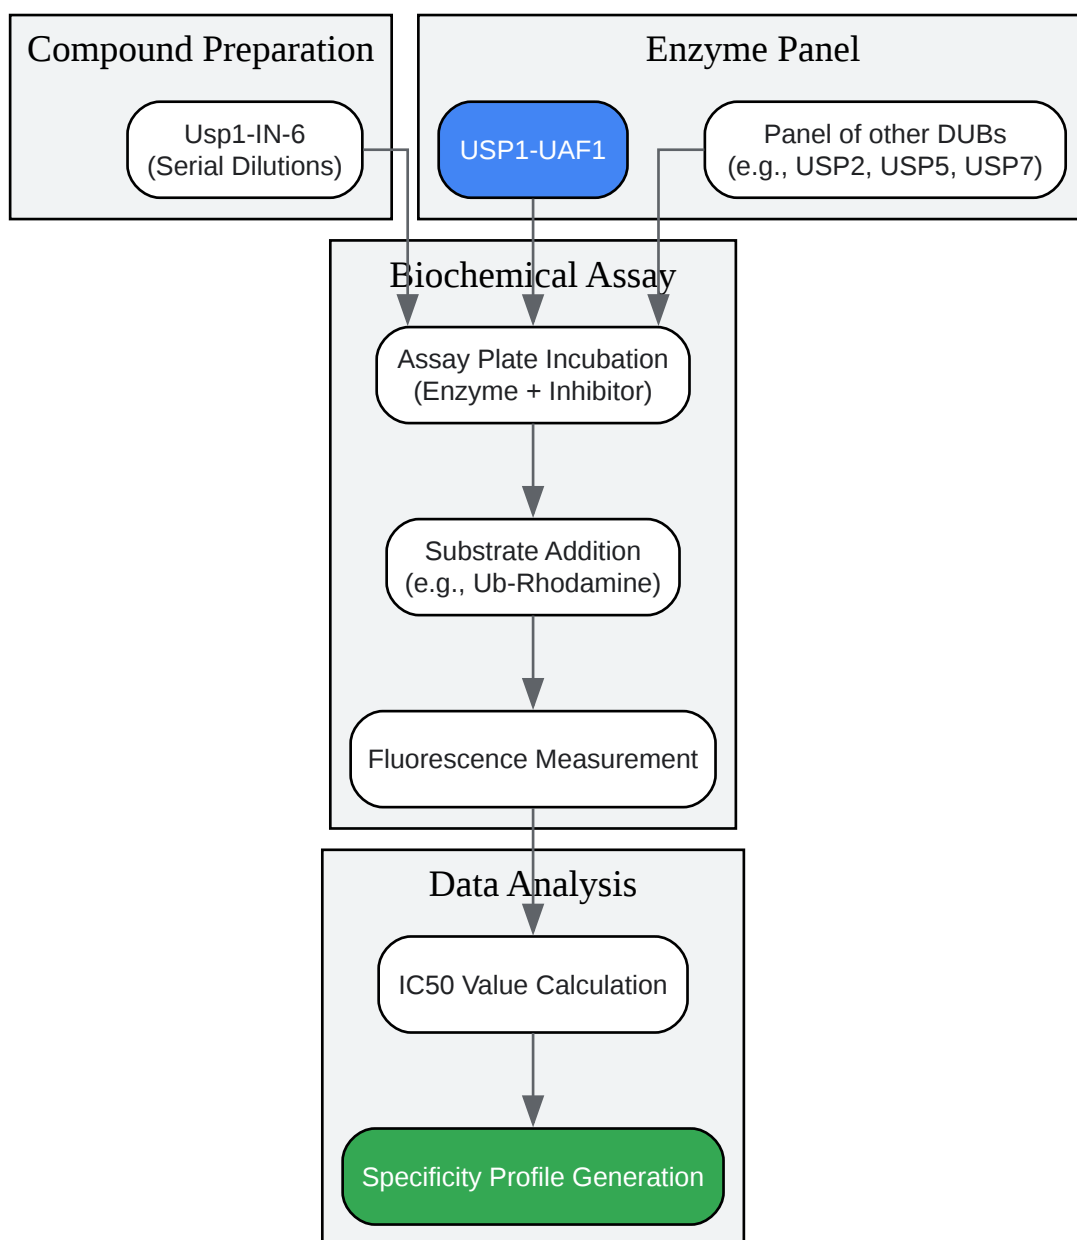 Compound Preparation
Enzyme Panel
Usp1-IN-6
(Serial Dilutions)
USP1-UAF1
Panel of other DUBs
(e.g., USP2, USP5, USP7)
Biochemical Assay
Assay Plate Incubation
(Enzyme + Inhibitor)
Substrate Addition
(e.g., Ub-Rhodamine)
Fluorescence Measurement
Data Analysis
IC50 Value Calculation
Specificity Profile Generation